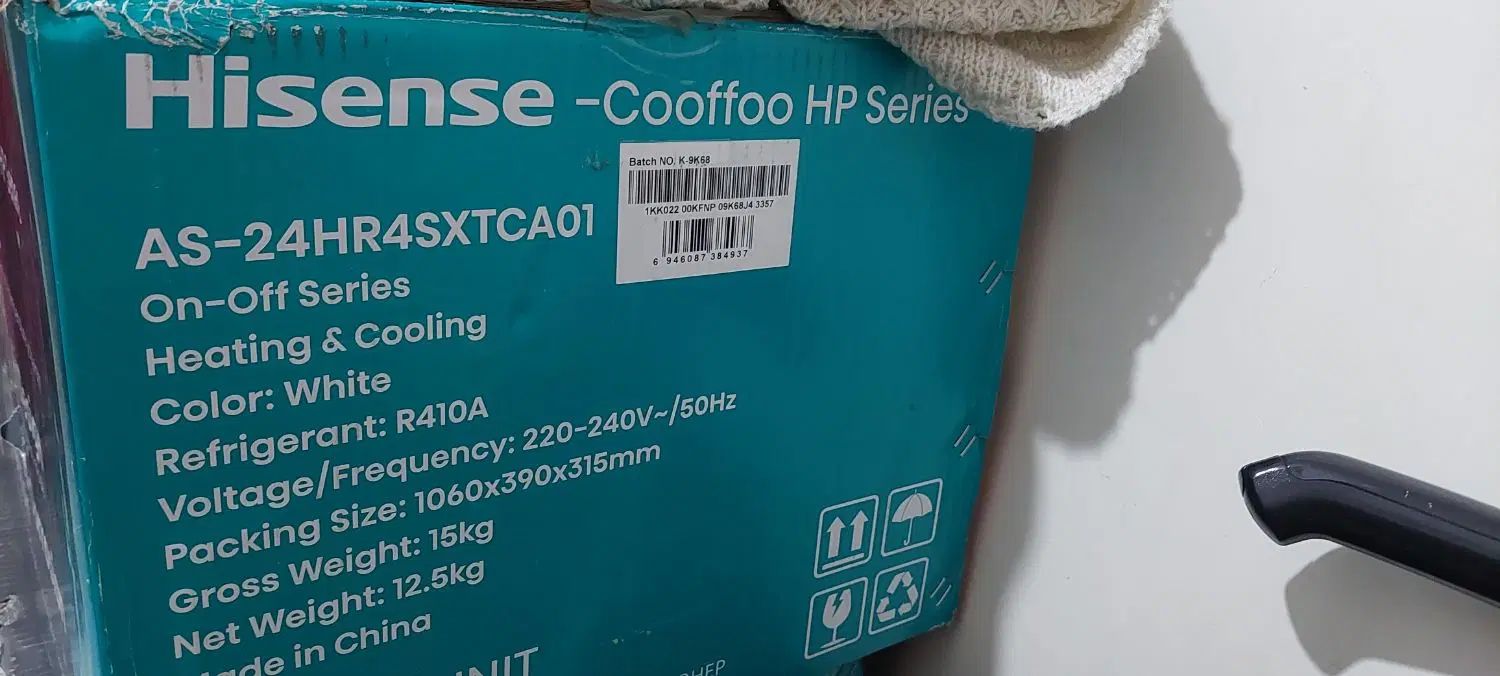 Hisense -Cooffoo HP Series
Batch NO. K-9K68
1KK022 00KFNP 09K68J4 3357
6 946087 384937
AS-24HR4SXTCA01
On-Off Series
Heating & Cooling
Color: White
Refrigerant: R410A
Voltage/Frequency: 220-240V~/50Hz
Packing Size: 1060x390x315mm
Gross Weight: 15kg
Net Weight: 12.5kg
Made in China